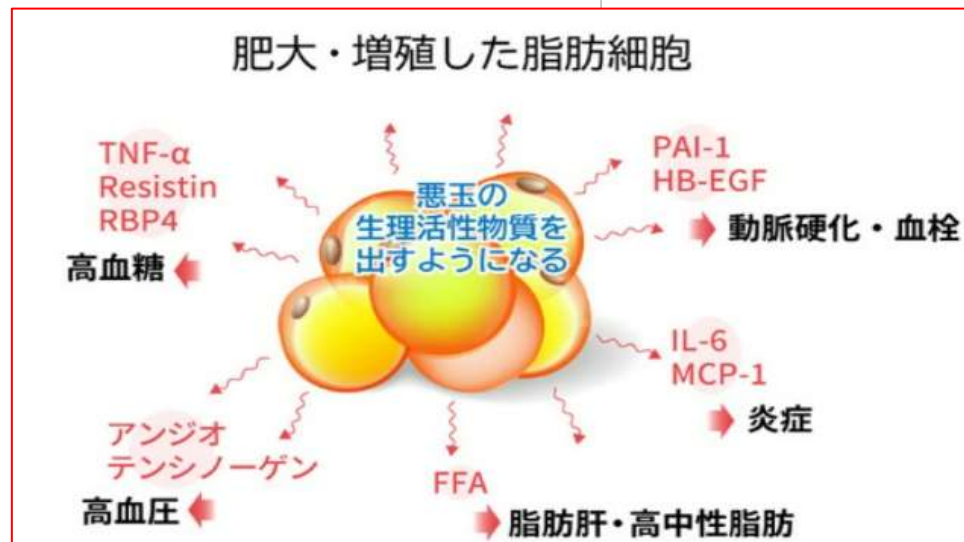 肥大・増殖した脂肪細胞
TNF-α
Resistin
RBP4
高血糖
悪玉の
生理活性物質を
出すようになる
PAI-1
HB-EGF
動脈硬化・血栓
IL-6
MCP-1
炎症
アンジオ
テンシノーゲン
高血圧
FFA
脂肪肝・高中性脂肪